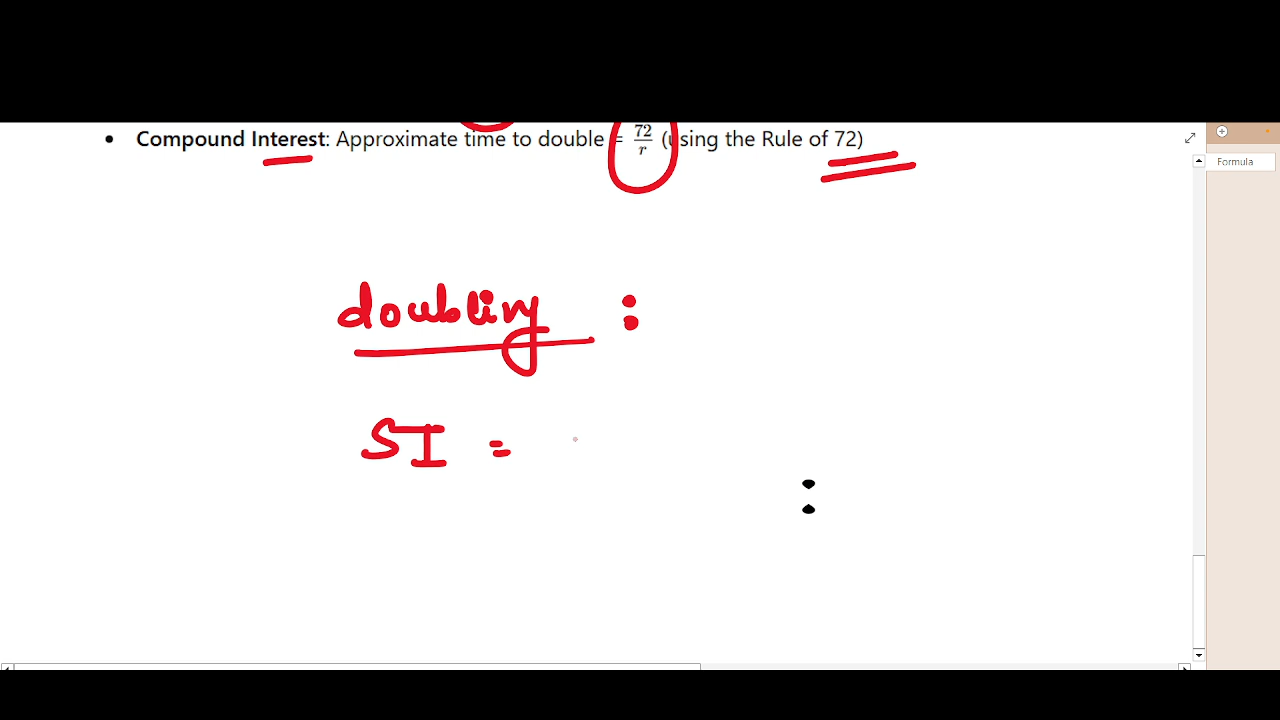 • Compound Interest: Approximate time to double = 72/r (using the Rule of 72)
Formula
doubling :
SI =
: